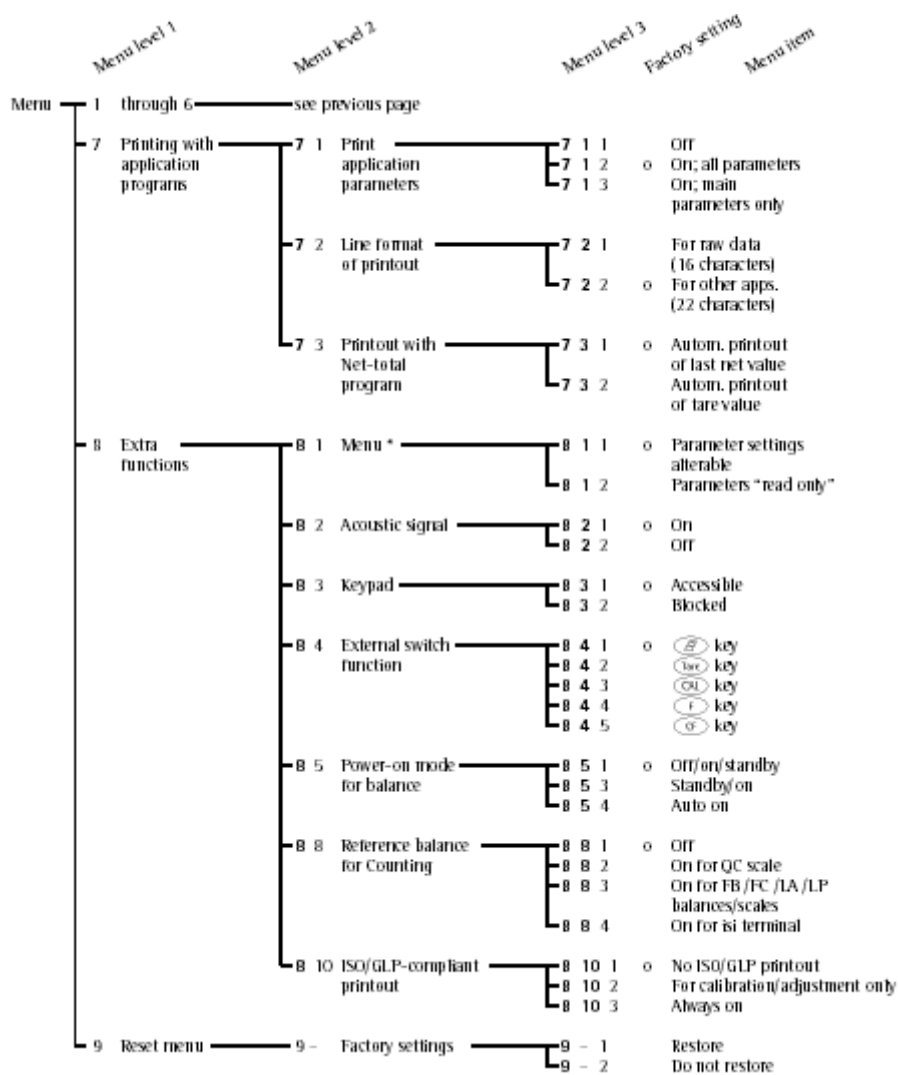 Menu level 1 Menu level 2 Menu level 3 Factory setting Menu item
Menu 1 through 6 see previous page
7 Printing with 7 1 Print 7 1 1 Off
application application 7 1 2 o On; all parameters
programs parameters 7 1 3 On; main
parameters only
7 2 Line format 7 2 1 For raw data
of printout (16 characters)
7 2 2 o For other apps.
(22 characters)
7 3 Printout with 7 3 1 o Autom. printout
Net-total of last net value
program 7 3 2 Autom. printout
of tare value
8 Extra 8 1 Menu * 8 1 1 o Parameter settings
functions alterable
8 1 2 Parameters "read only"
8 2 Acoustic signal 8 2 1 o On
8 2 2 Off
8 3 Keypad 8 3 1 o Accessible
8 3 2 Blocked
8 4 External switch 8 4 1 o key
function 8 4 2 Tare key
8 4 3 CAL key
8 4 4 F key
8 4 5 CF key
8 5 Power-on mode 8 5 1 o Off/on/standby
for balance 8 5 3 Standby/on
8 5 4 Auto on
8 8 Reference balance 8 8 1 o Off
for Counting 8 8 2 On for QC scale
8 8 3 On for FB/FC/LA/LP
balances/scales
8 8 4 On for isi terminal
8 10 ISO/GLP-compliant 8 10 1 o No ISO/GLP printout
printout 8 10 2 For calibration/adjustment only
8 10 3 Always on
9 Reset menu 9 – Factory settings 9 – 1 Restore
9 – 2 Do not restore